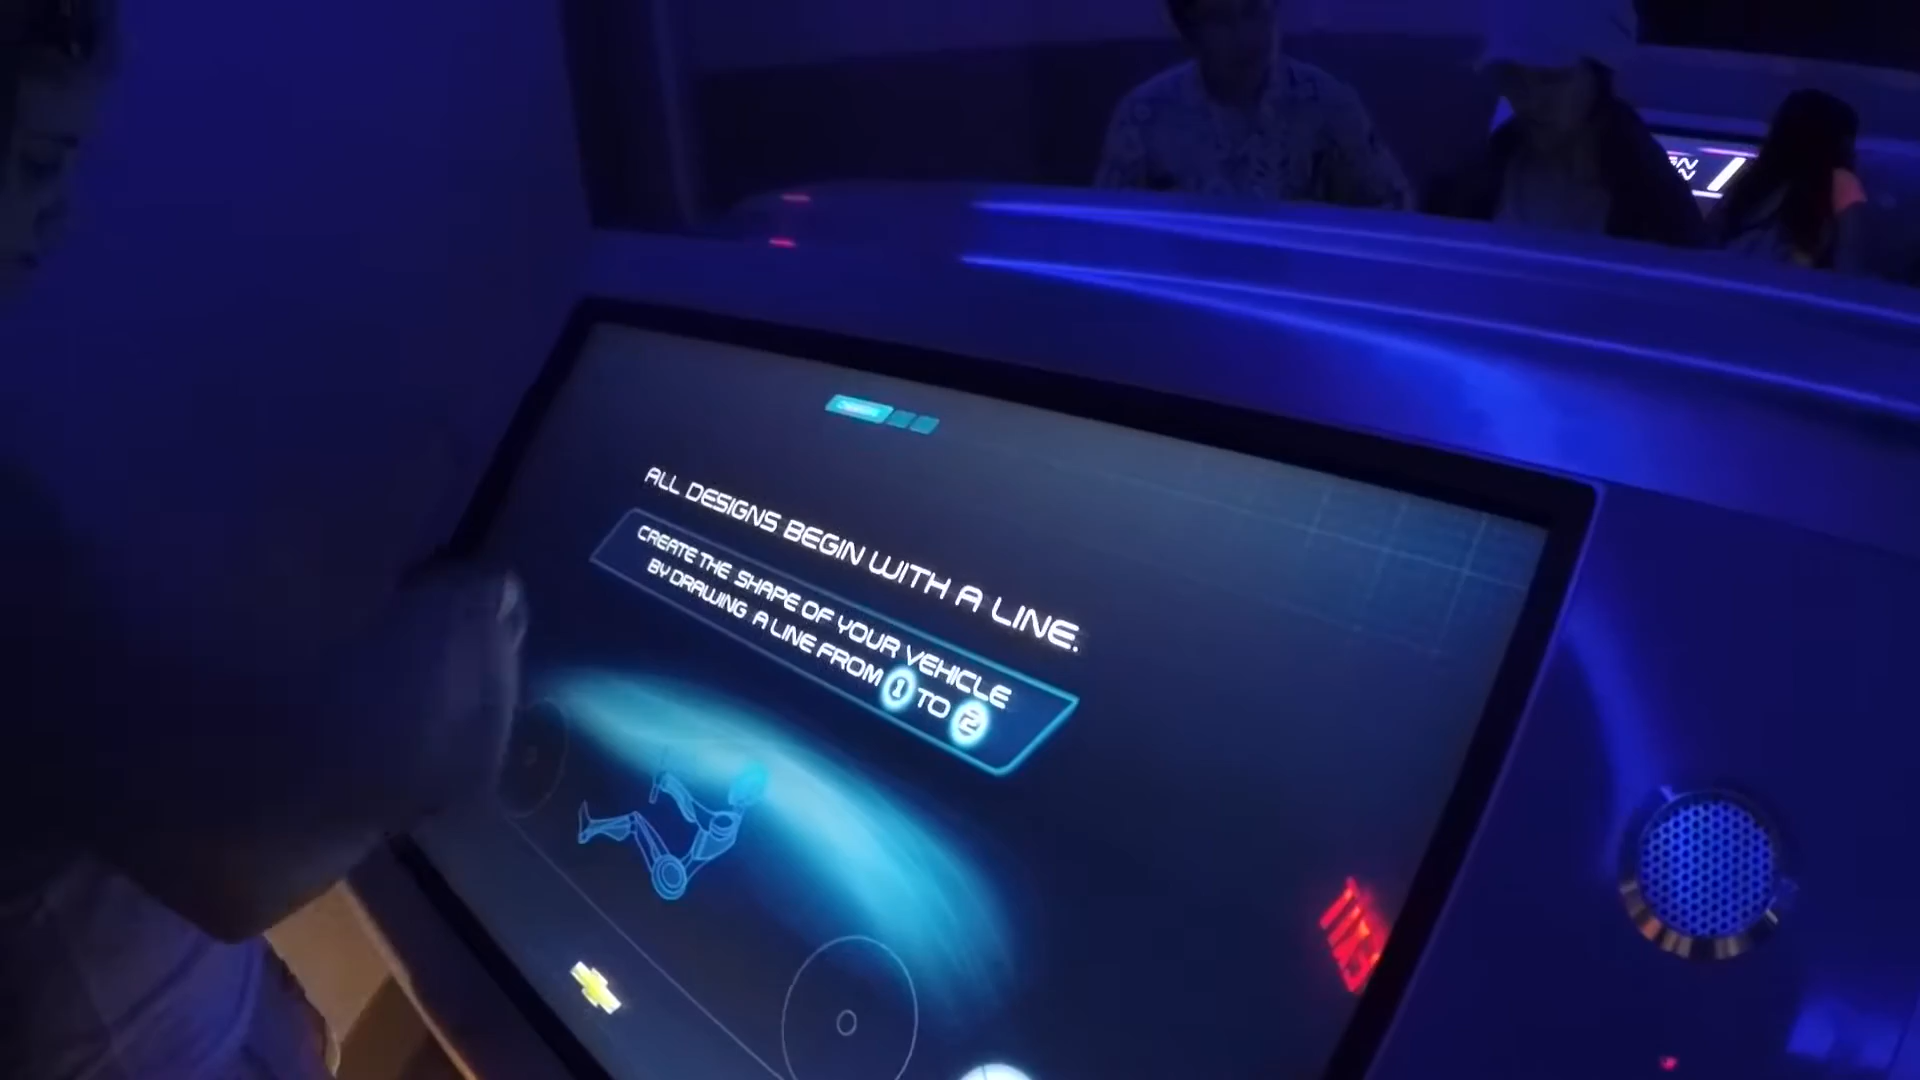 ALL DESIGNS BEGIN WITH A LINE.
CREATE THE SHAPE OF YOUR VEHICLE
BY DRAWING A LINE FROM 1 TO 2